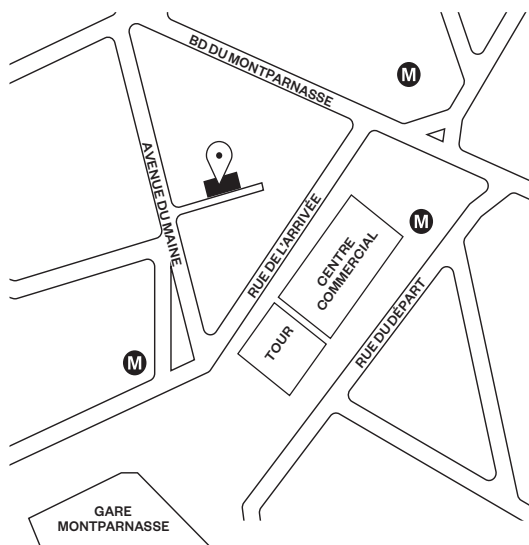 BD DU MONTPARNASSE
M
AVENUE DU MAINE
RUE DE L'ARRIVÉE
M
CENTRE
COMMERCIAL
RUE DU DÉPART
TOUR
M
GARE
MONTPARNASSE